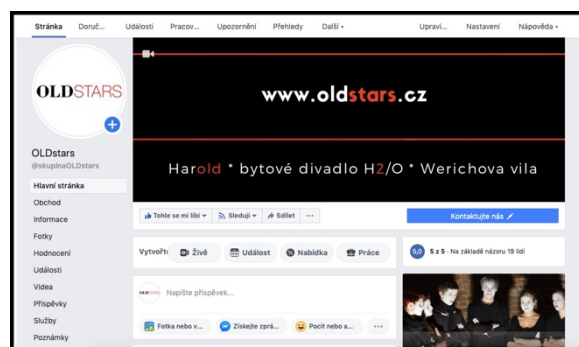 Stránka Doruč... Události Pracov... Upozornění Přehledy Další Upravi... Nastavení Nápověda
OLDSTARS
www.oldstars.cz
Harold * bytové divadlo H2/O * Werichova vila
OLDstars
@skupinaOLDstars
Hlavní stránka
Obchod
Informace
Fotky
Hodnocení
Události
Videa
Příspěvky
Služby
Poznámky
Tohle se mi líbí Sleduji Sdílet ...
Kontaktujte nás
Vytvoři Živě Událost Nabídka Práce
5,0 5 z 5 · Na základě názoru 19 lidí
OLDSTARS Napište příspěvek...
Fotka nebo v... Získejte zprá... Pocit nebo a... ...